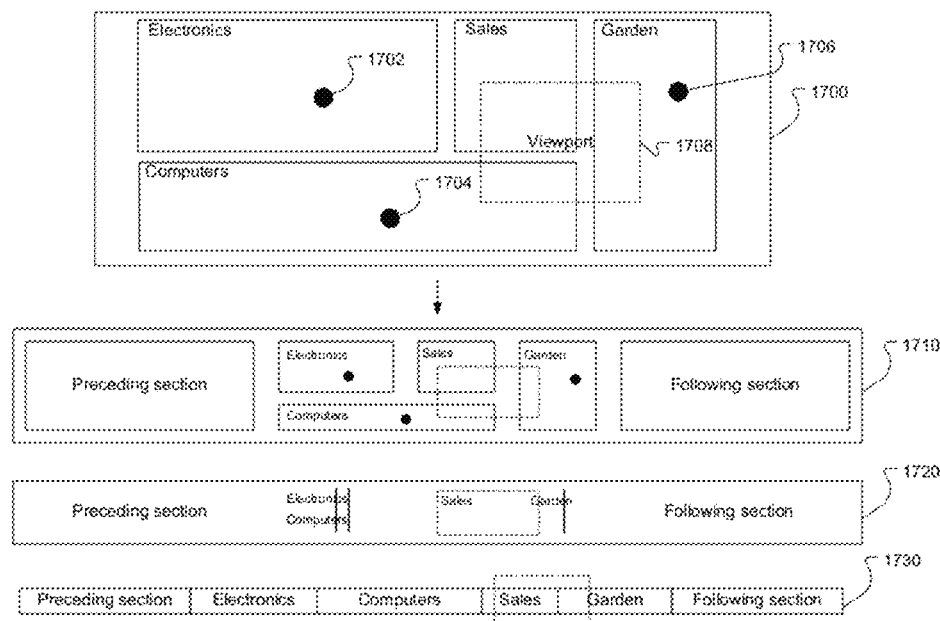 Electronics
Sales
Garden
1702
1706
1700
Viewport
1708
Computers
1704
1710
Preceding section
Electronics
Sales
Garden
Following section
Computers
1720
Preceding section
Electronics
Sales
Garden
Following section
Computers
1730
Preceding section
Electronics
Computers
Sales
Garden
Following section